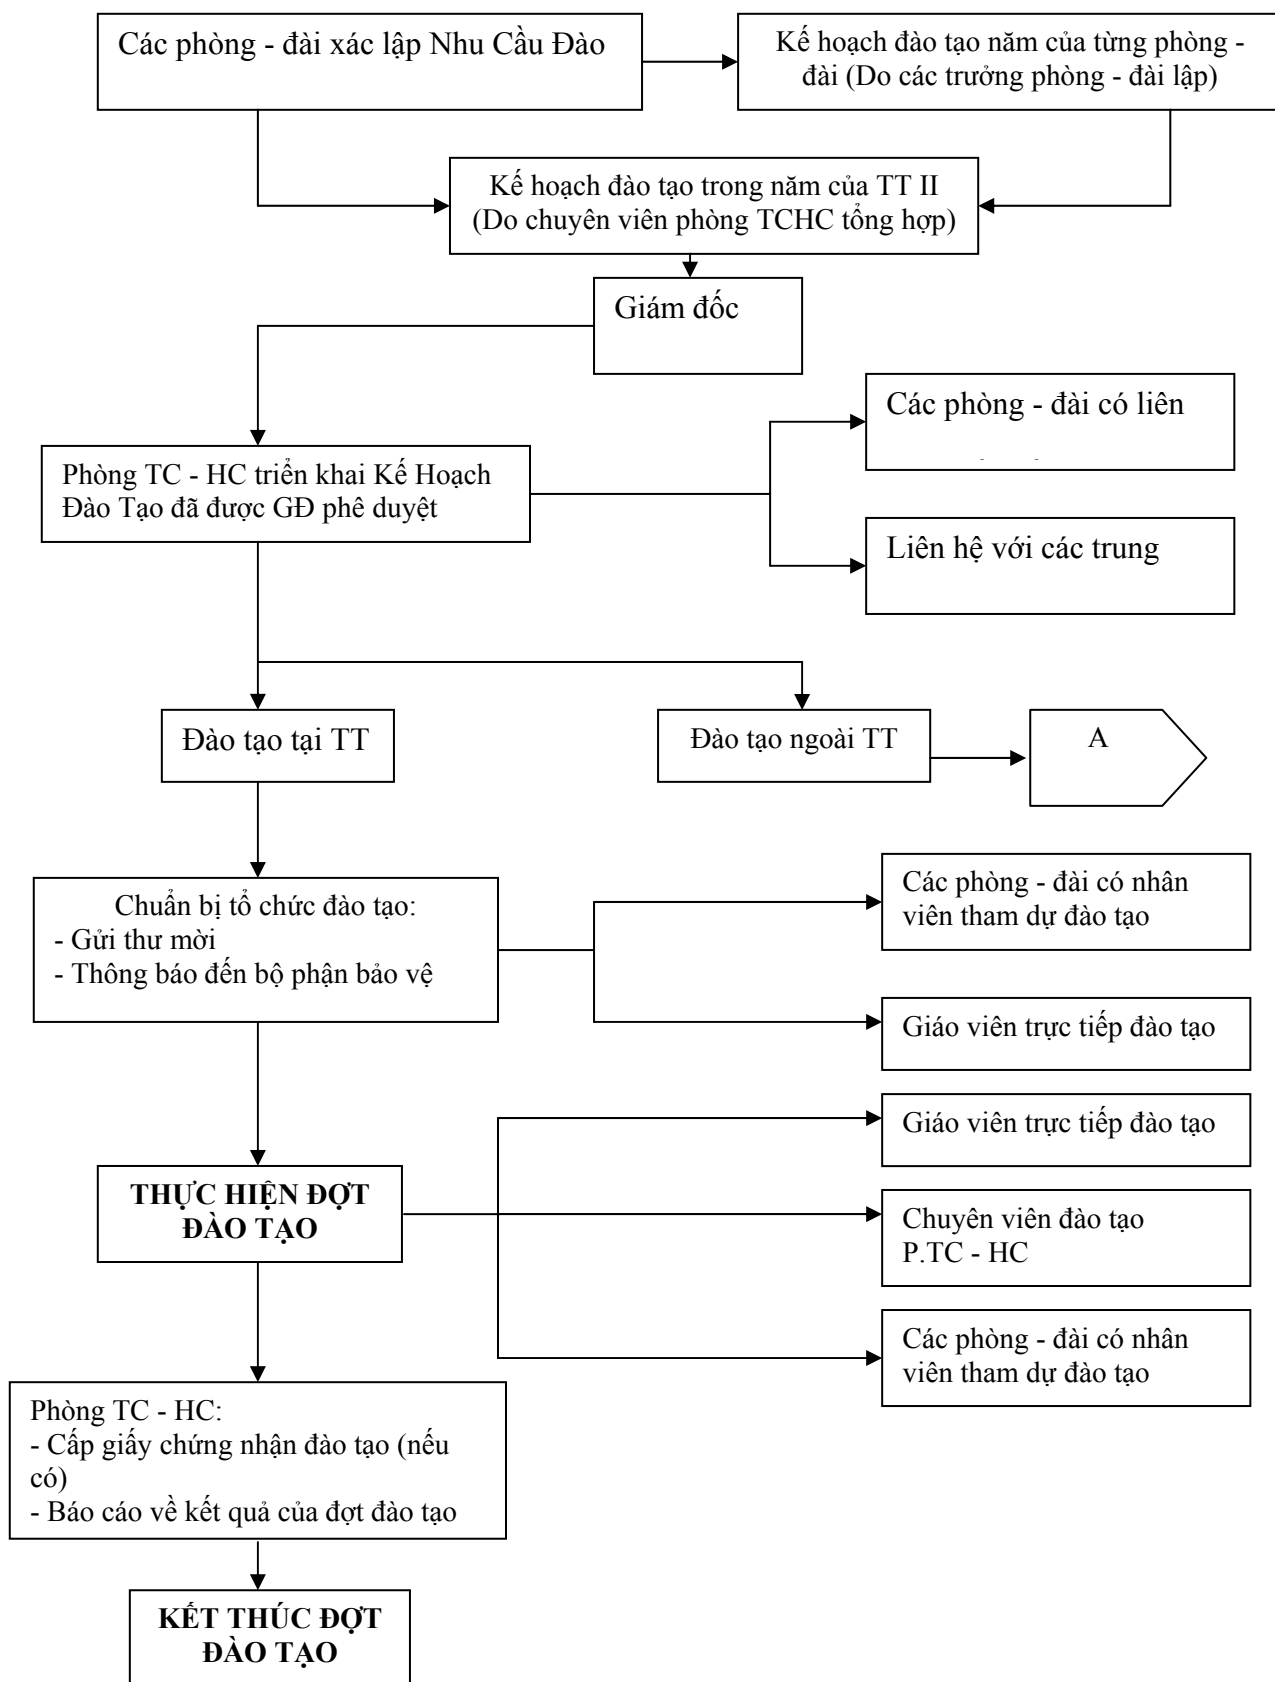 Các phòng - đài xác lập Nhu Cầu Đào
Kế hoạch đào tạo năm của từng phòng -
đài (Do các trưởng phòng - đài lập)
Kế hoạch đào tạo trong năm của TT II
(Do chuyên viên phòng TCHC tổng hợp)
Giám đốc
Các phòng - đài có liên
Phòng TC - HC triển khai Kế Hoạch
Đào Tạo đã được GĐ phê duyệt
Liên hệ với các trung
Đào tạo tại TT
Đào tạo ngoài TT
A
Chuẩn bị tổ chức đào tạo:
- Gửi thư mời
- Thông báo đến bộ phận bảo vệ
Các phòng - đài có nhân
viên tham dự đào tạo
Giáo viên trực tiếp đào tạo
Giáo viên trực tiếp đào tạo
THỰC HIỆN ĐỢT
ĐÀO TẠO
Chuyên viên đào tạo
P.TC - HC
Các phòng - đài có nhân
viên tham dự đào tạo
Phòng TC - HC:
- Cấp giấy chứng nhận đào tạo (nếu
có)
- Báo cáo về kết quả của đợt đào tạo
KẾT THÚC ĐỢT
ĐÀO TẠO